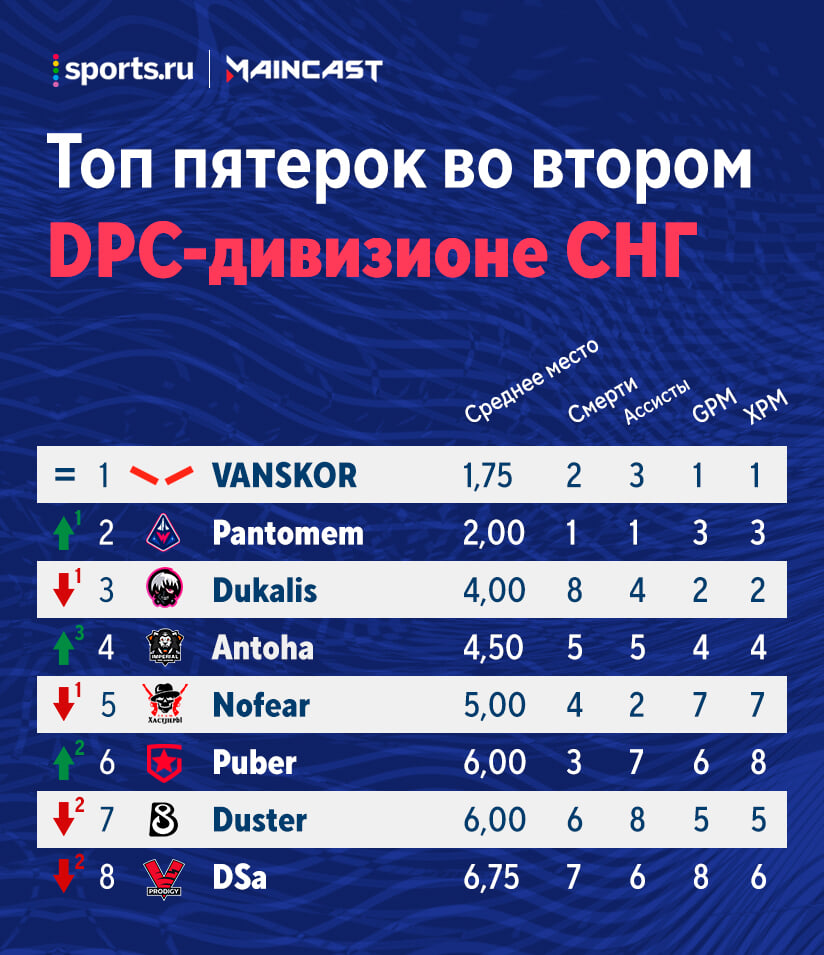 sports.ru | MAINCAST
Топ пятерок во втором
DPC-дивизионе СНГ
Среднее место Смерти Ассисты GPM XPM
= 1 VANSKOR 1,75 2 3 1 1
1 2 Pantomem 2,00 1 1 3 3
1 3 Dukalis 4,00 8 4 2 2
3 4 IMPERIAL Antoha 4,50 5 5 4 4
1 5 ХАСТЛЕРЫ Nofear 5,00 4 2 7 7
2 6 Puber 6,00 3 7 6 8
2 7 B8 Duster 6,00 6 8 5 5
2 8 PRODIGY DSa 6,75 7 6 8 6